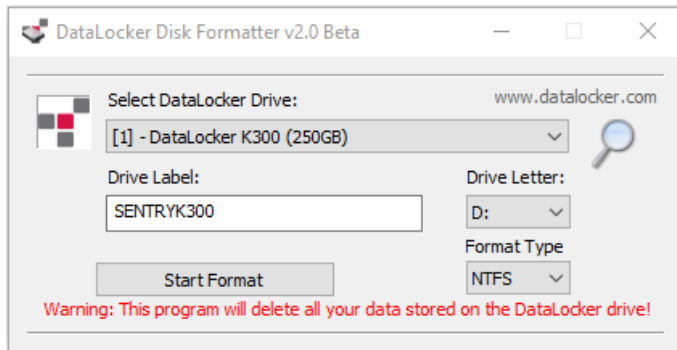 DataLocker Disk Formatter v2.0 Beta
Select DataLocker Drive:
www.datalocker.com
[1] - DataLocker K300 (250GB)
Drive Label:
Drive Letter:
SENTRYK300
D:
Format Type
Start Format
NTFS
Warning: This program will delete all your data stored on the DataLocker drive!